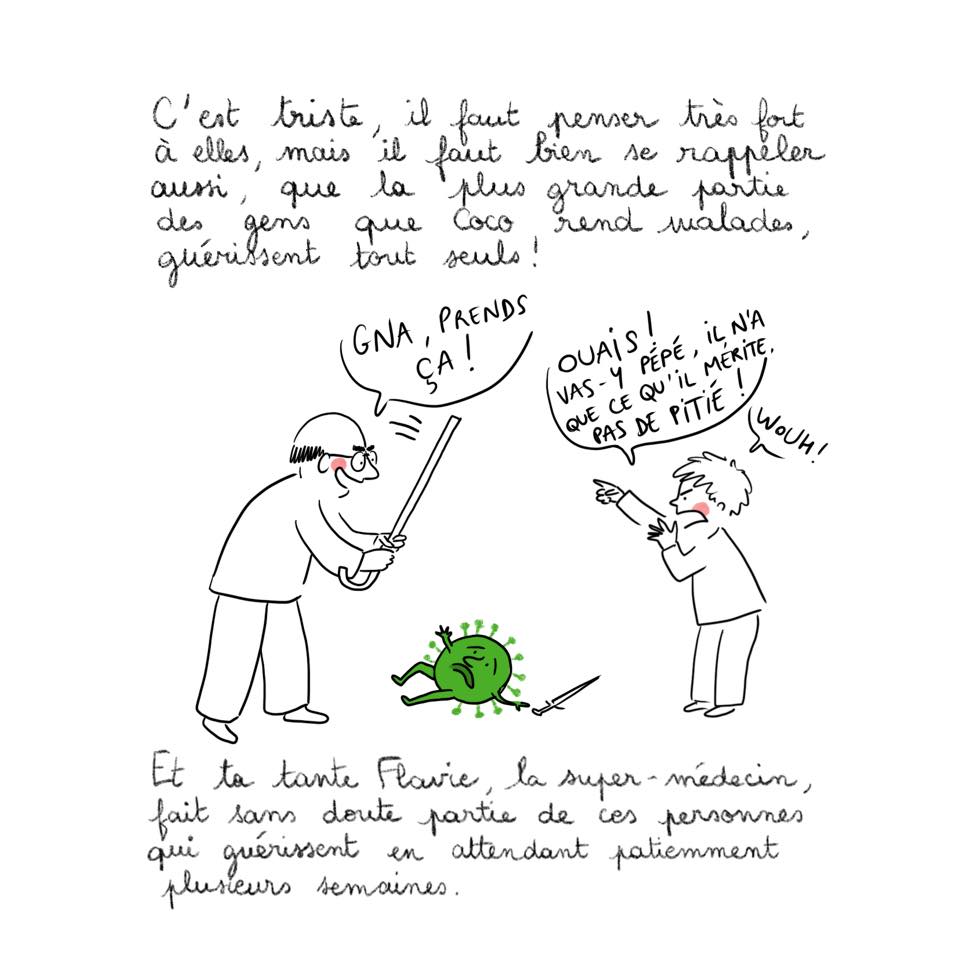 C'est triste, il faut penser très fort
à elles, mais il faut bien se rappeler
aussi, que la plus grande partie
des gens que Coco rend malades,
guérissent tout seuls!
GNA, PRENDS
ÇA!
OUAIS!
VAS-Y PÉPÉ, IL N'A
QUE CE QU'IL MÉRITE,
PAS DE PITIÉ!
WOUH!
Et ta tante Flavie, la super-médecin,
fait sans doute partie de ces personnes
qui guérissent en attendant patiemment
plusieurs semaines.